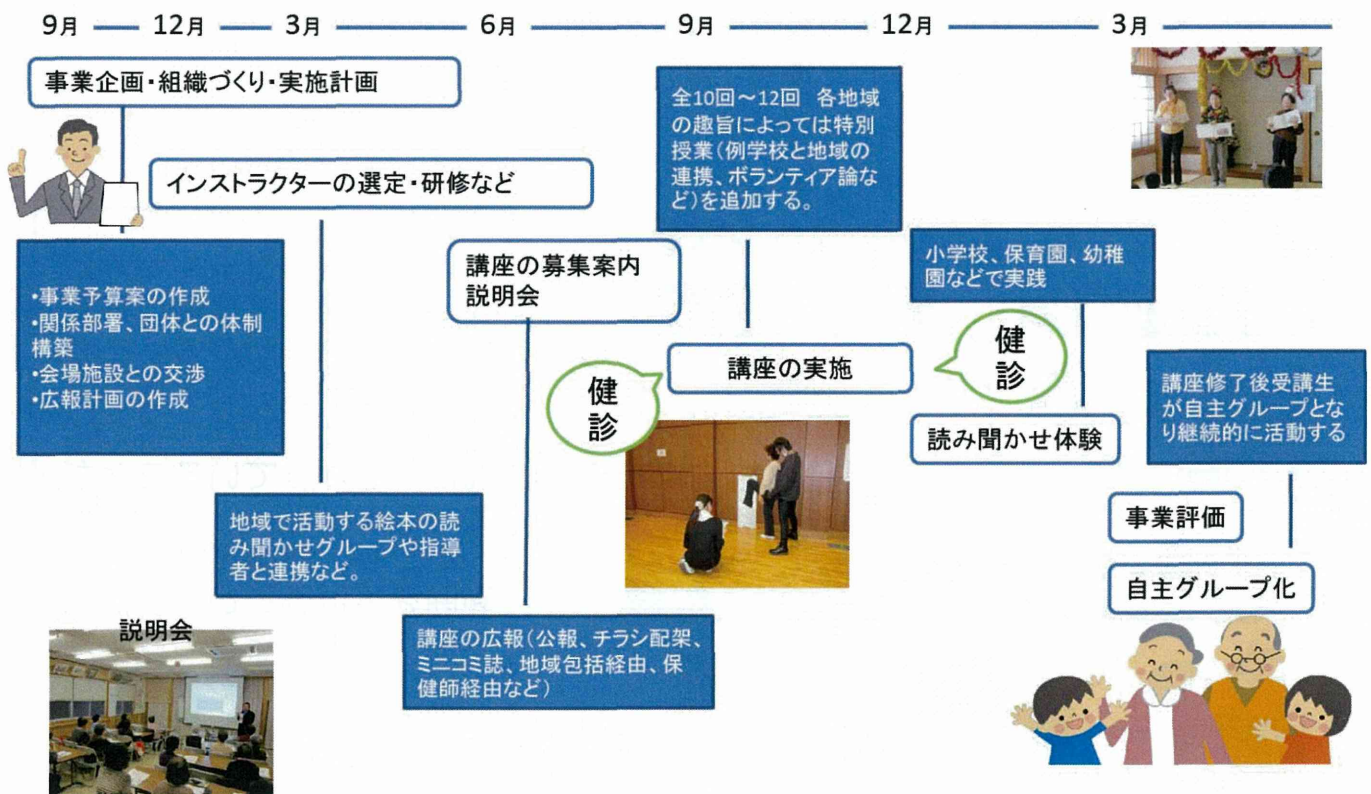 9月 12月 3月 6月 9月 12月 3月
事業企画・組織づくり・実施計画
インストラクターの選定・研修など
・事業予算案の作成
・関係部署、団体との体制
構築
・会場施設との交渉
・広報計画の作成
地域で活動する絵本の読
み聞かせグループや指導
者と連携など。
説明会
講座の募集案内
説明会
講座の広報(公報、チラシ配架、
ミニコミ誌、地域包括経由、保
健師経由など)
全10回~12回 各地域
の趣旨によっては特別
授業(例学校と地域の
連携、ボランティア論な
ど)を追加する。
健
診
講座の実施
健
診
小学校、保育園、幼稚
園などで実践
読み聞かせ体験
講座修了後受講生
が自主グループとな
り継続的に活動する
事業評価
自主グループ化